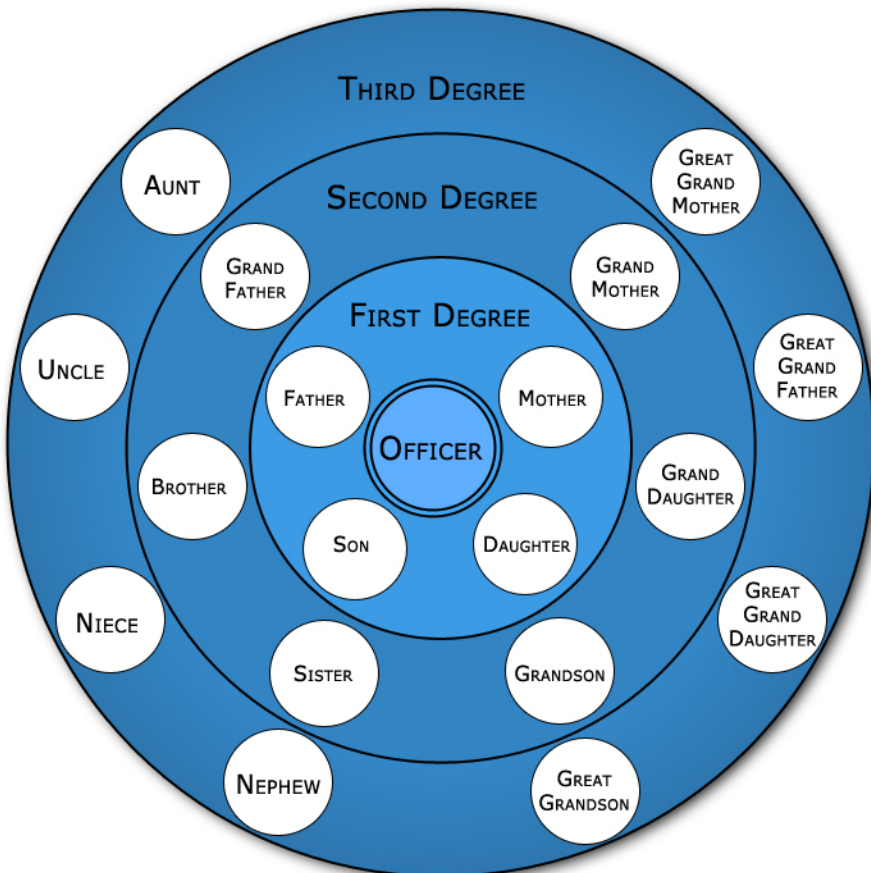 Third Degree
Aunt
Great
Grand
Mother
Second Degree
Grand
Father
Grand
Mother
First Degree
Uncle
Great
Grand
Father
Father
Mother
Officer
Brother
Grand
Daughter
Son
Daughter
Niece
Great
Grand
Daughter
Sister
Grandson
Nephew
Great
Grandson